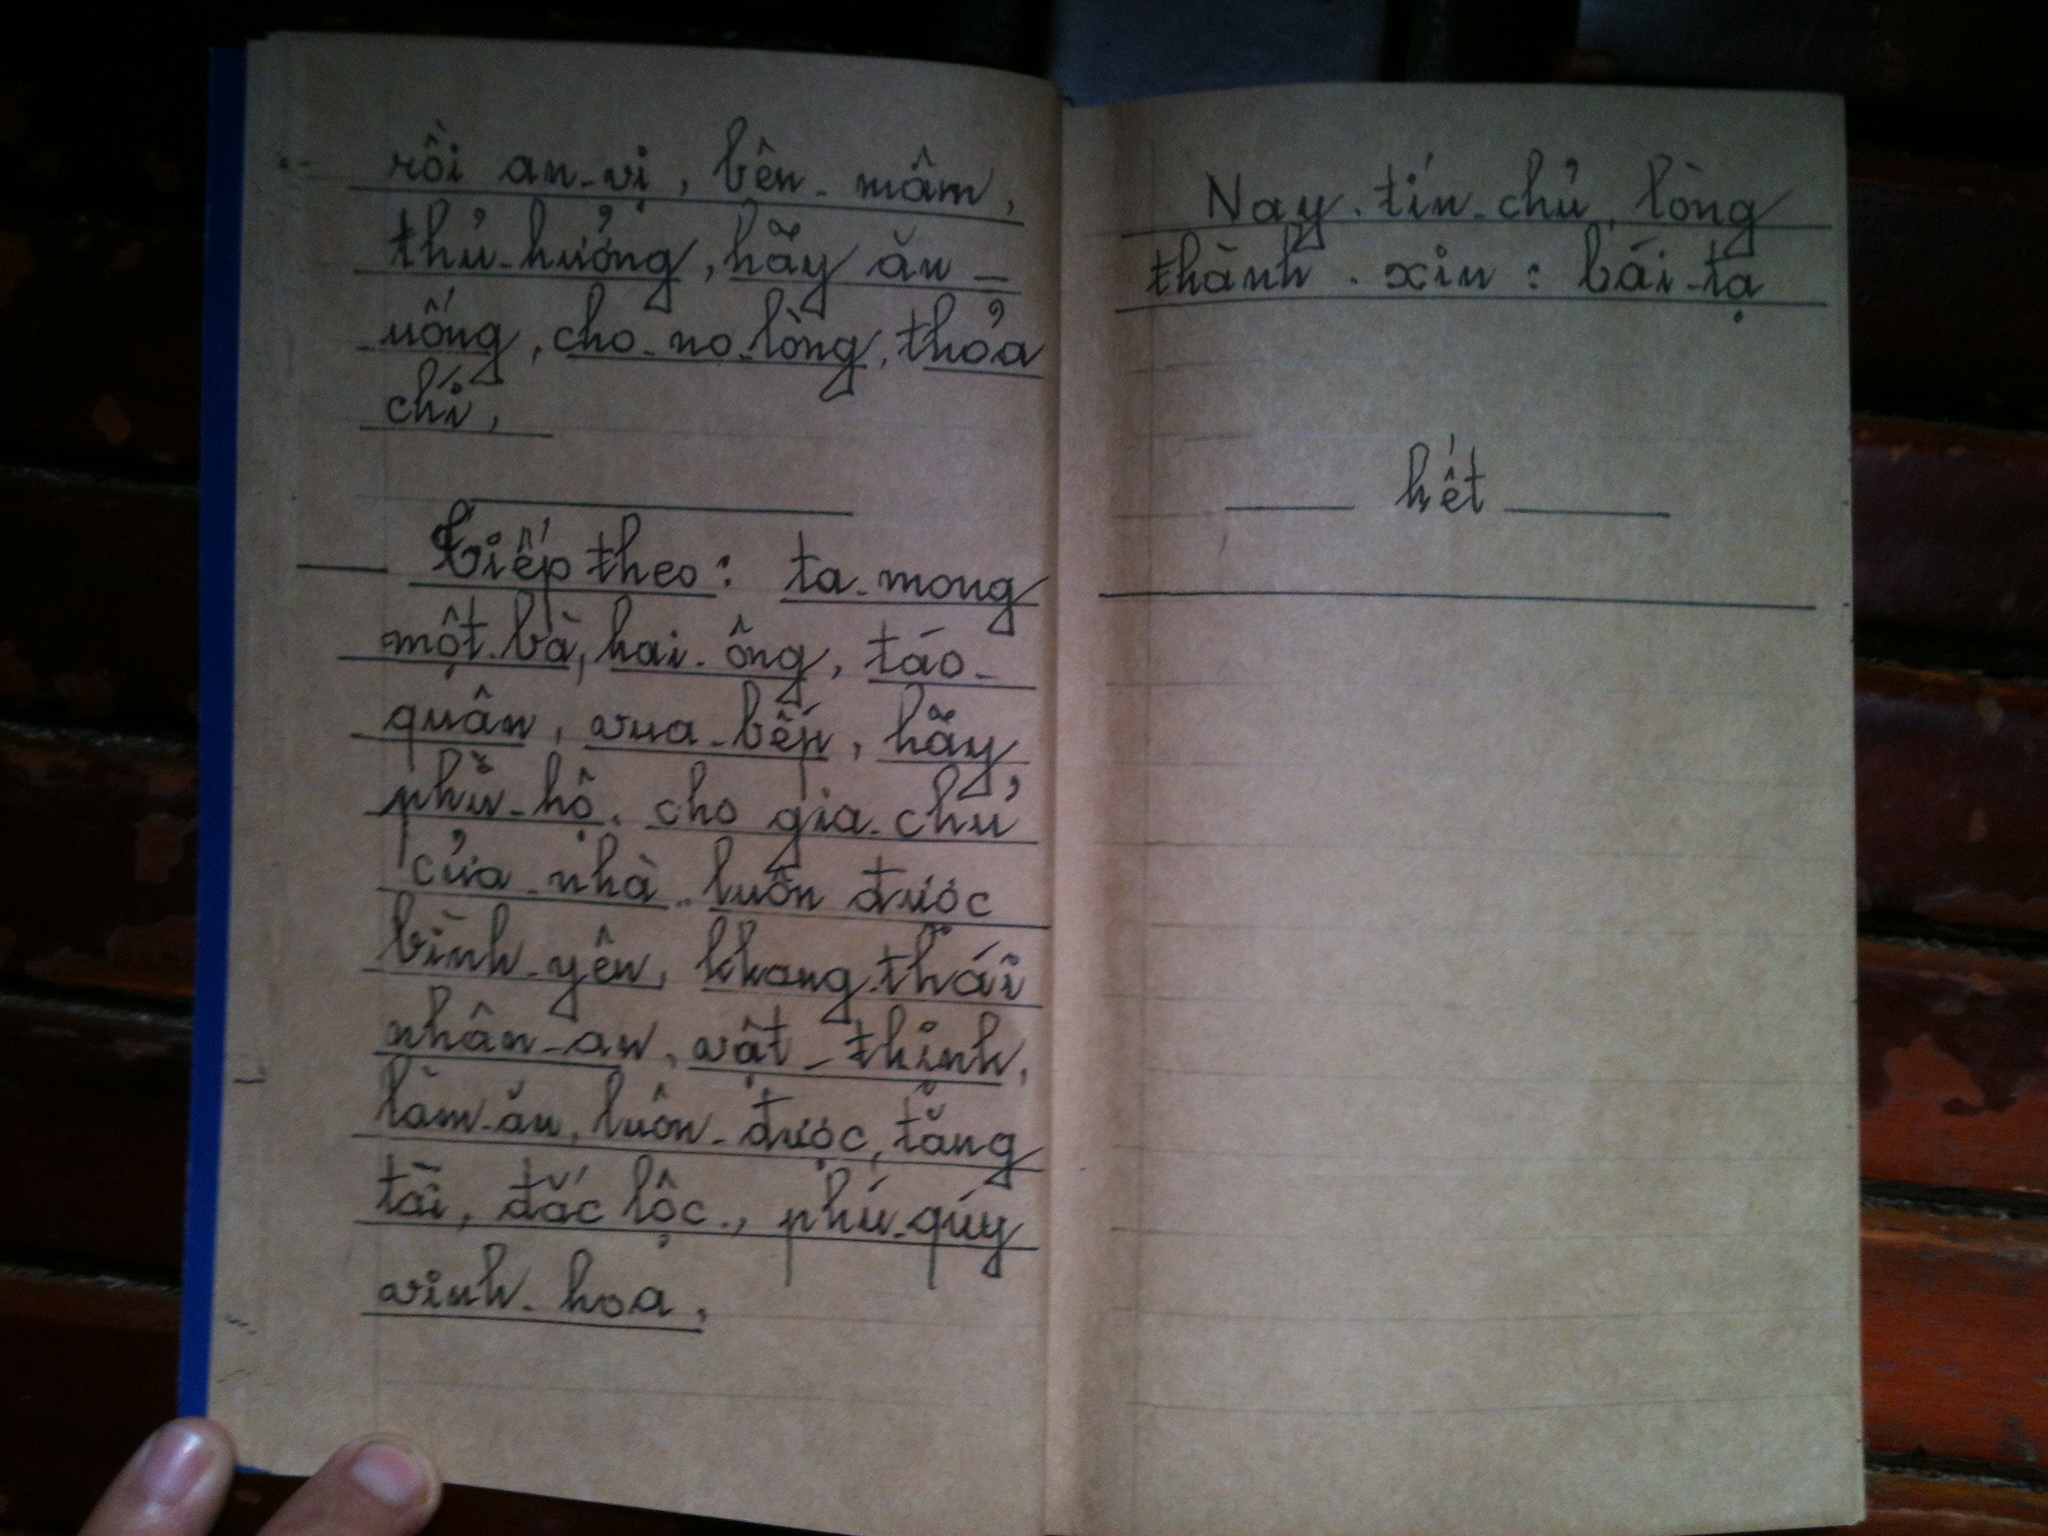 rồi an-vị, bên-mâm,
thủ-hưởng, hãy ăn-
uống, cho-no-lòng, thỏa
chí,
Tiếp theo: ta-mong
một-bà, hai-ông, táo-
quân, vua-bếp, hãy
phù-hộ, cho gia-chủ
của-nhà-luôn được
bình-yên, khang-thái
nhân-an, vật-thịnh,
làm-ăn, luôn-được, tăng
tài, đắc lộc, phú-quý
vinh-hoa.
Nay-tín-chủ, lòng
thành-xin: bái-tạ
hết